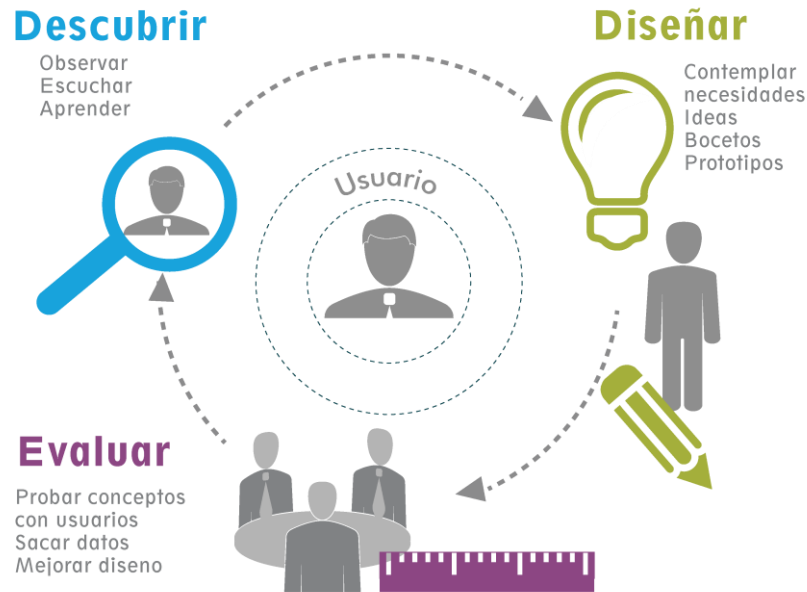 Descubrir
Observar
Escuchar
Aprender
Diseñar
Contemplar
necesidades
Ideas
Bocetos
Prototipos
Usuario
Evaluar
Probar conceptos
con usuarios
Sacar datos
Mejorar diseno